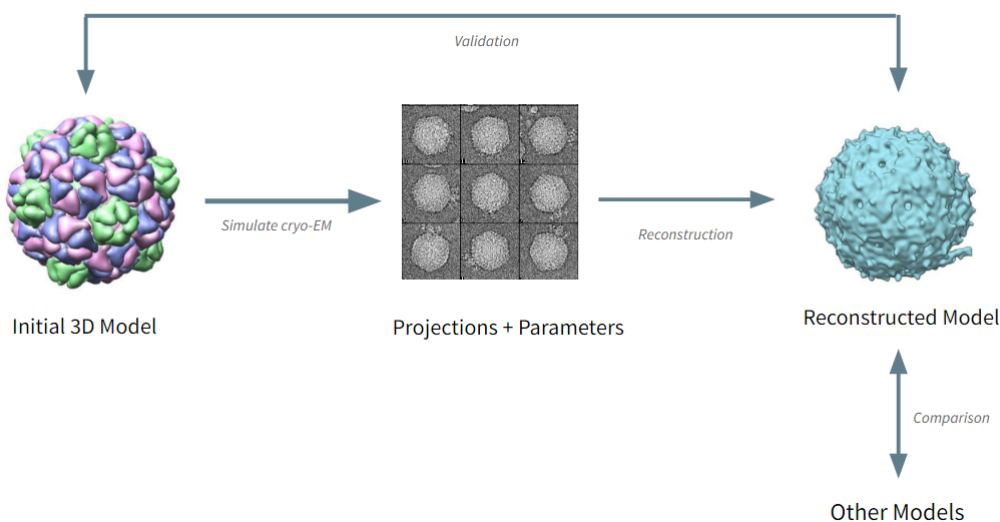 Validation
Simulate cryo-EM
Reconstruction
Initial 3D Model
Projections + Parameters
Reconstructed Model
Comparison
Other Models